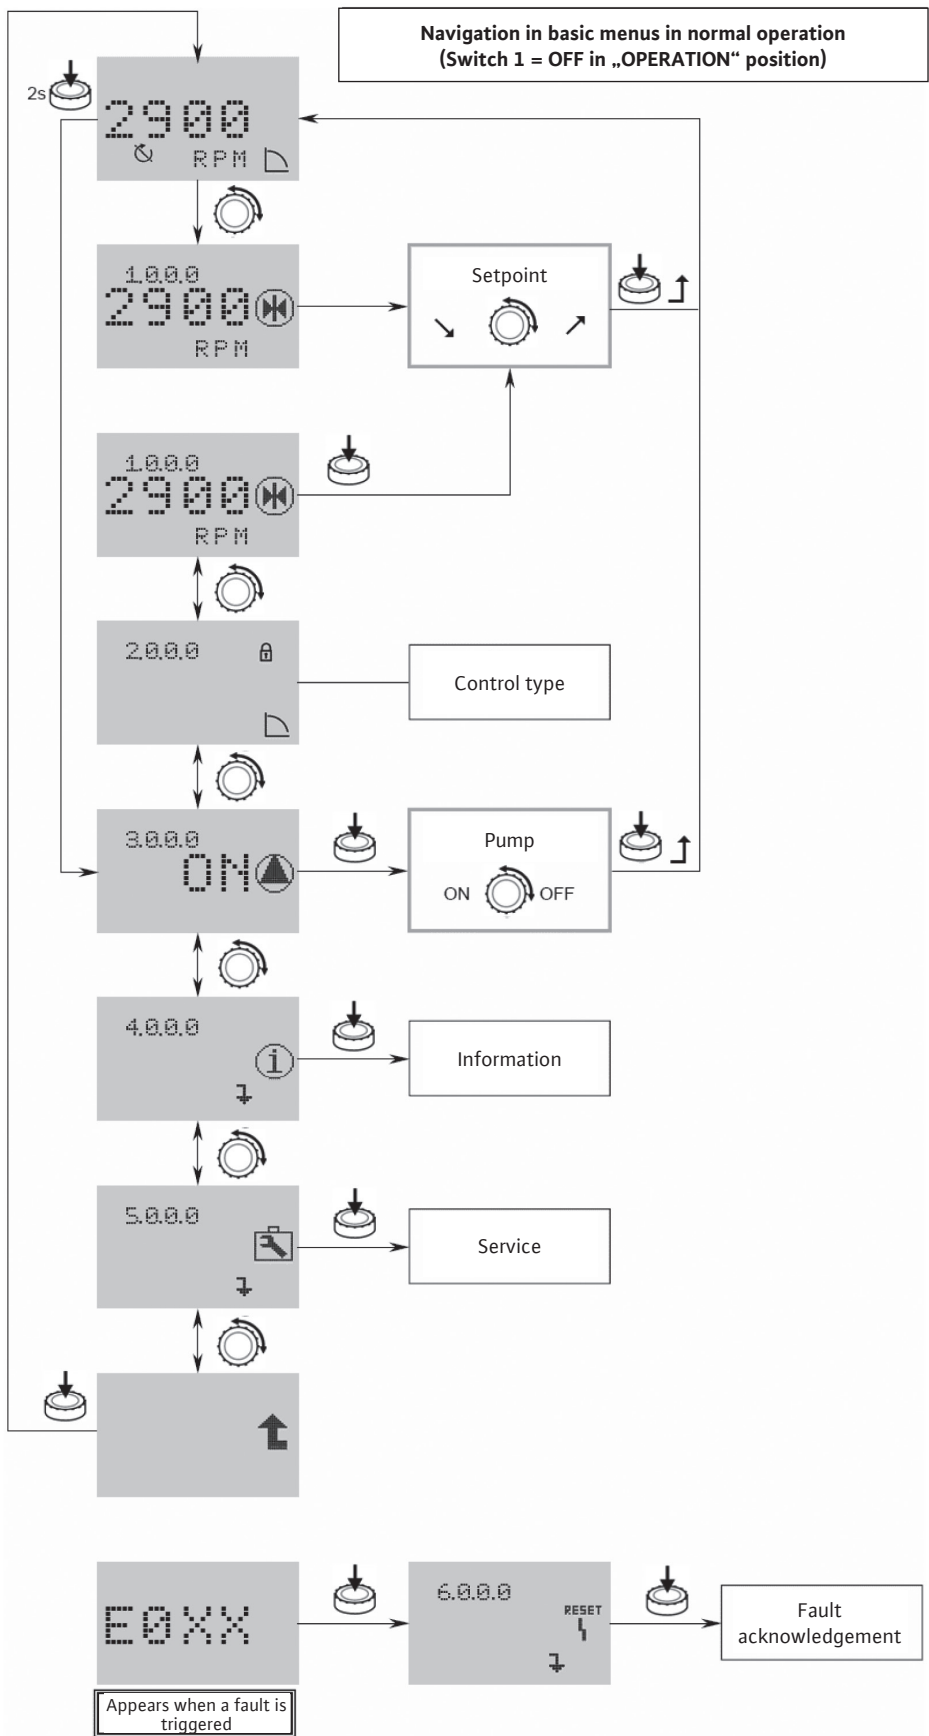 Navigation in basic menus in normal operation
(Switch 1 = OFF in „OPERATION“ position)
2s
2900
RPM
1.0.0.0
2900
RPM
Setpoint
1.0.0.0
2900
RPM
2.0.0.0
Control type
3.0.0.0
ON
Pump
ON OFF
4.0.0.0
i
Information
5.0.0.0
Service
E0XX
6.0.0.0
RESET
Fault
acknowledgement
Appears when a fault is
triggered